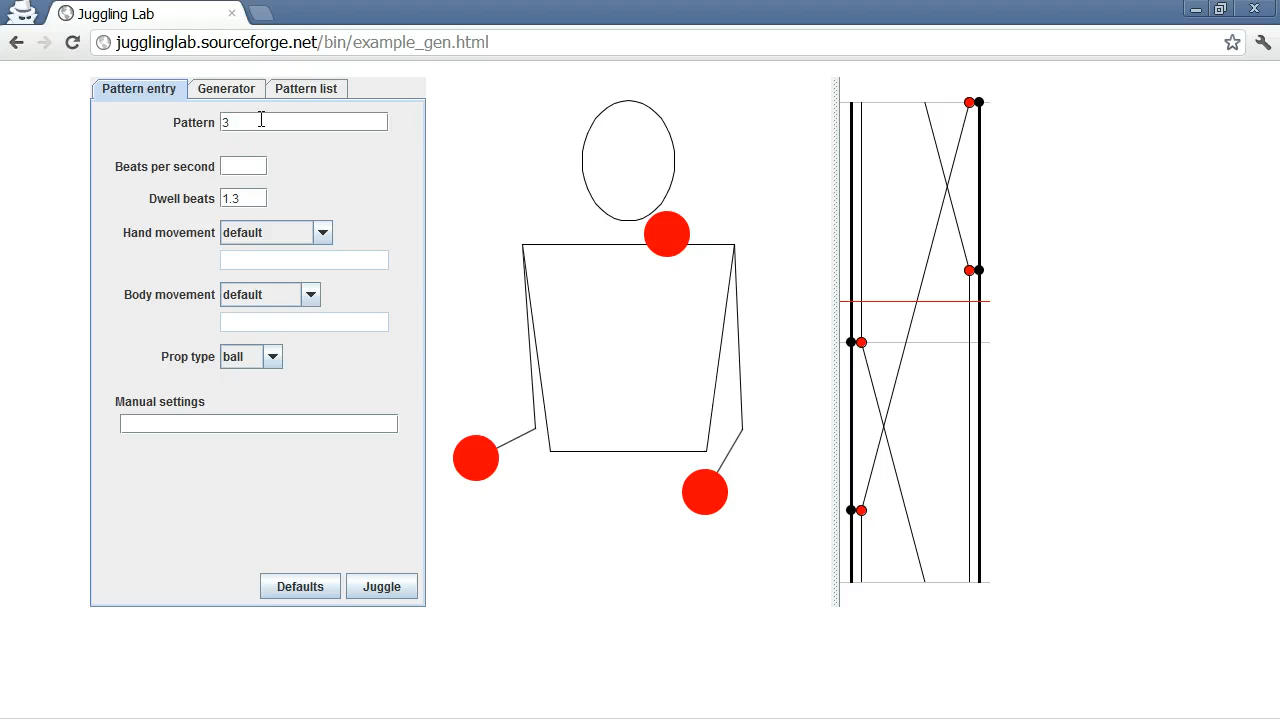 Juggling Lab
jugglinglab.sourceforge.net/bin/example_gen.html
Pattern entry Generator Pattern list
Pattern 3
Beats per second
Dwell beats 1.3
Hand movement default
Body movement default
Prop type ball
Manual settings
Defaults Juggle